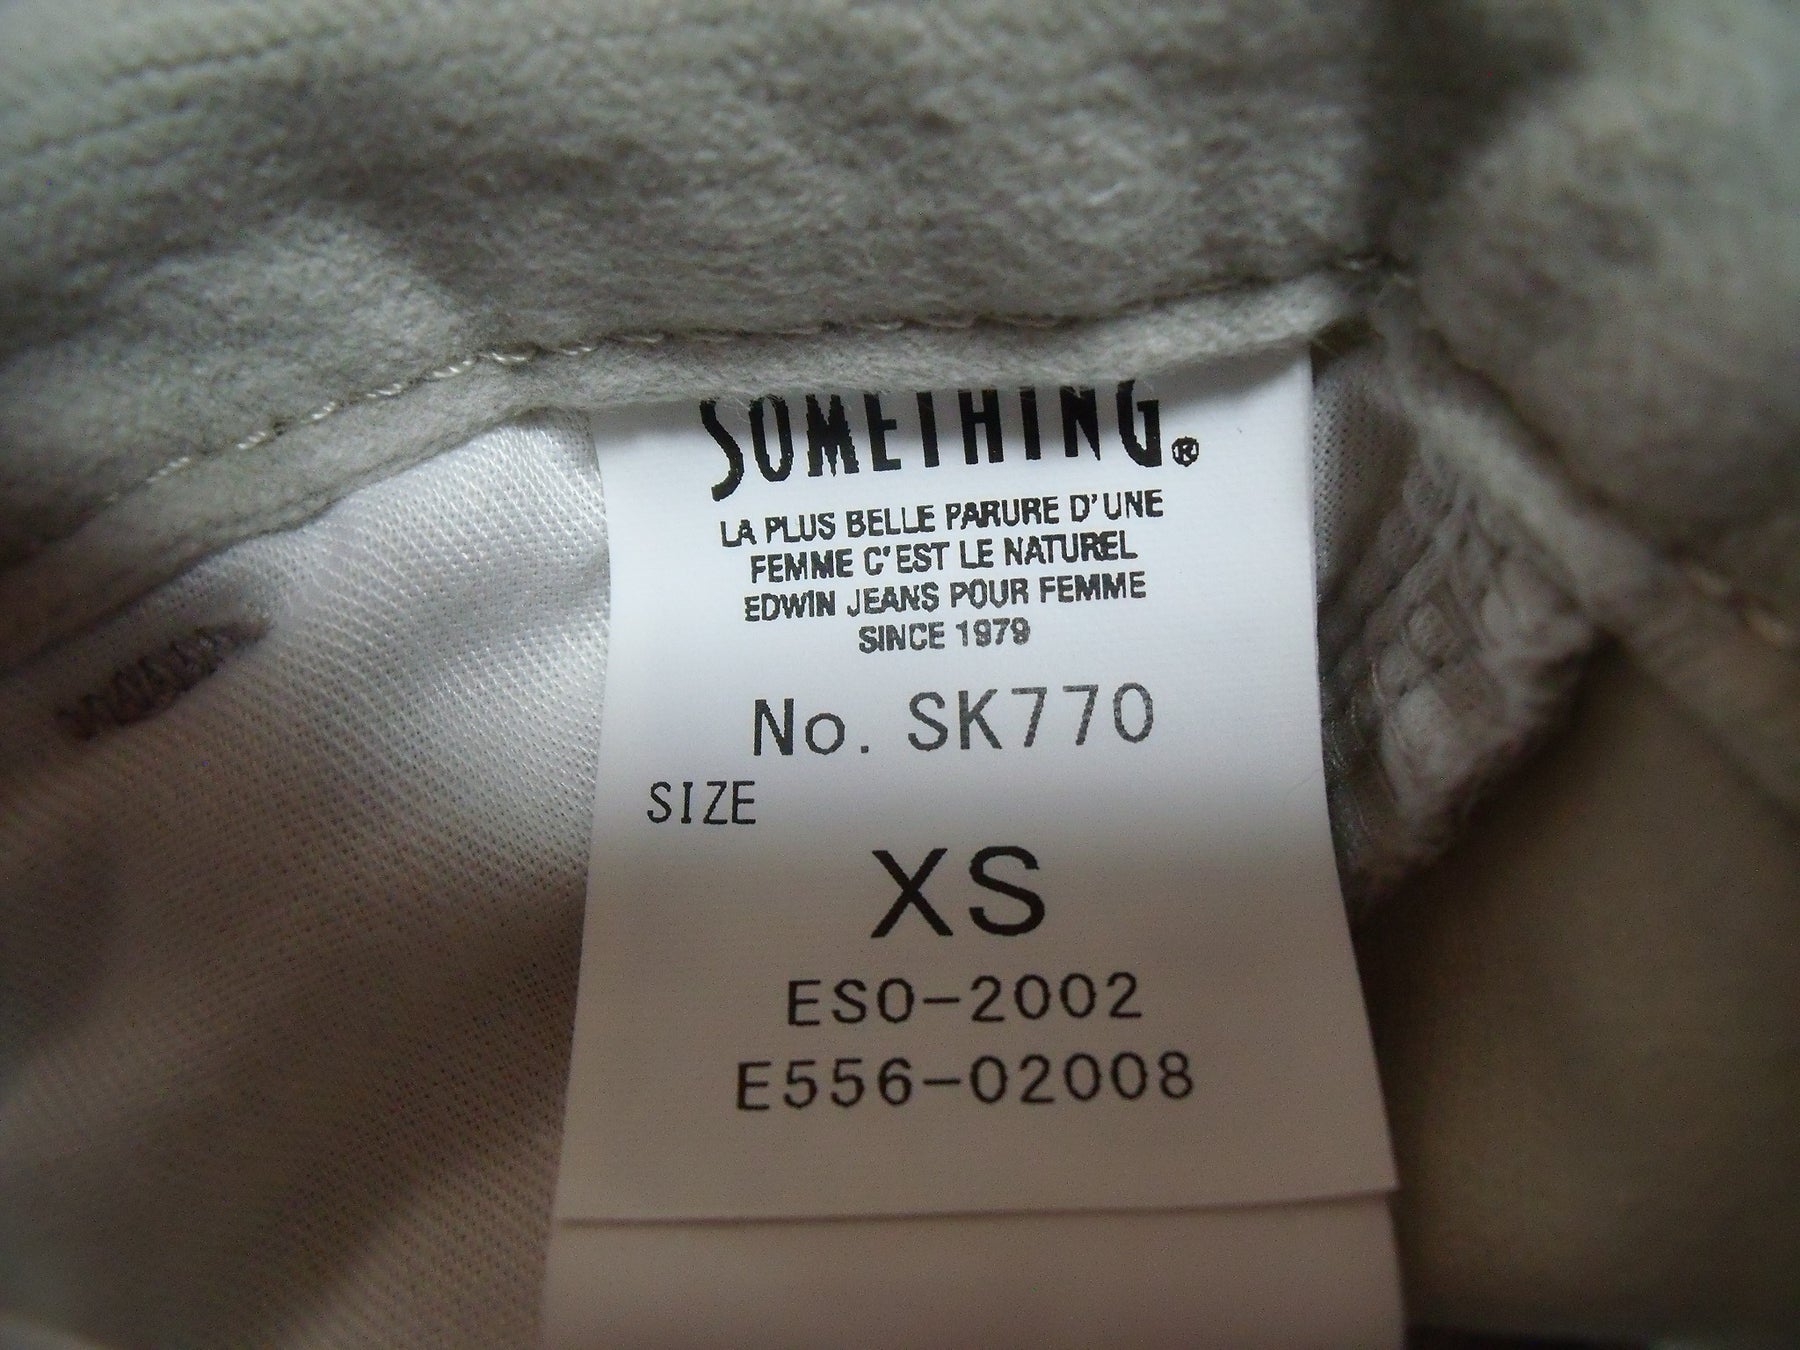 SOMETHING®
LA PLUS BELLE PARURE D'UNE
FEMME C'EST LE NATUREL
EDWIN JEANS POUR FEMME
SINCE 1979
No. SK770
SIZE
XS
ESO-2002
E556-02008